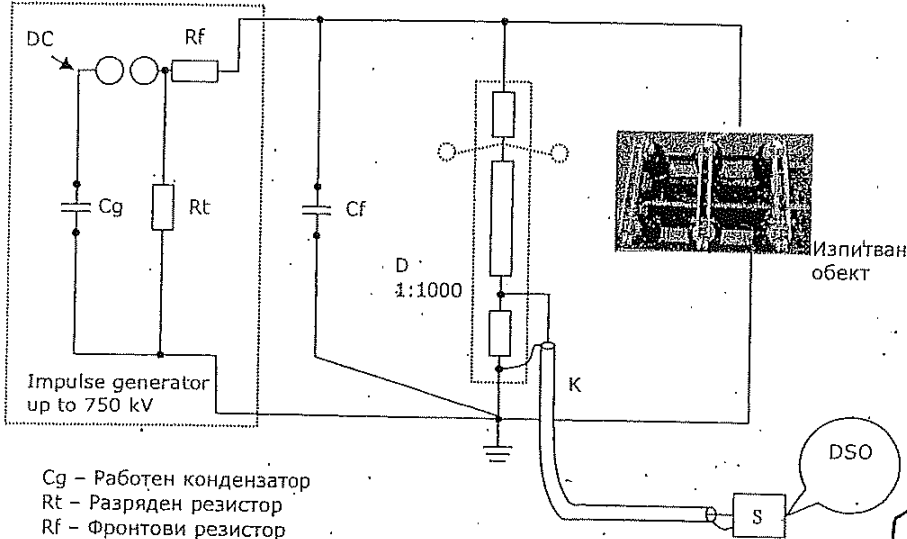 DC
Rf
Cg
Rt
Cf
D
1:1000
Изпитван
обект
K
Impulse generator
up to 750 kV
DSO
S
Cg – Работен кондензатор
Rt – Разряден резистор
Rf – Фронтови резистор